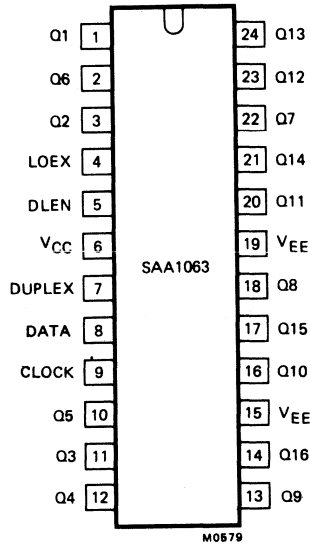 Q1 1 24 Q13
Q6 2 23 Q12
Q2 3 22 Q7
LOEX 4 21 Q14
DLEN 5 20 Q11
VCC 6 19 VEE
SAA1063
DUPLEX 7 18 Q8
DATA 8 17 Q15
CLOCK 9 16 Q10
Q5 10 15 VEE
Q3 11 14 Q16
Q4 12 13 Q9
M0579